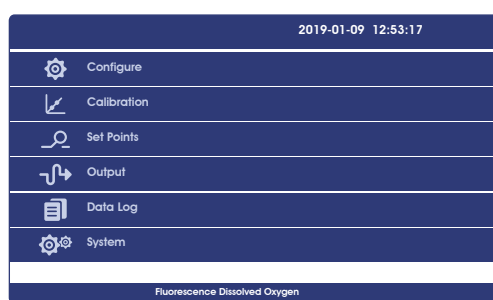 2019-01-09 12:53:17
Configure
Calibration
Set Points
Output
Data Log
System
Fluorescence Dissolved Oxygen